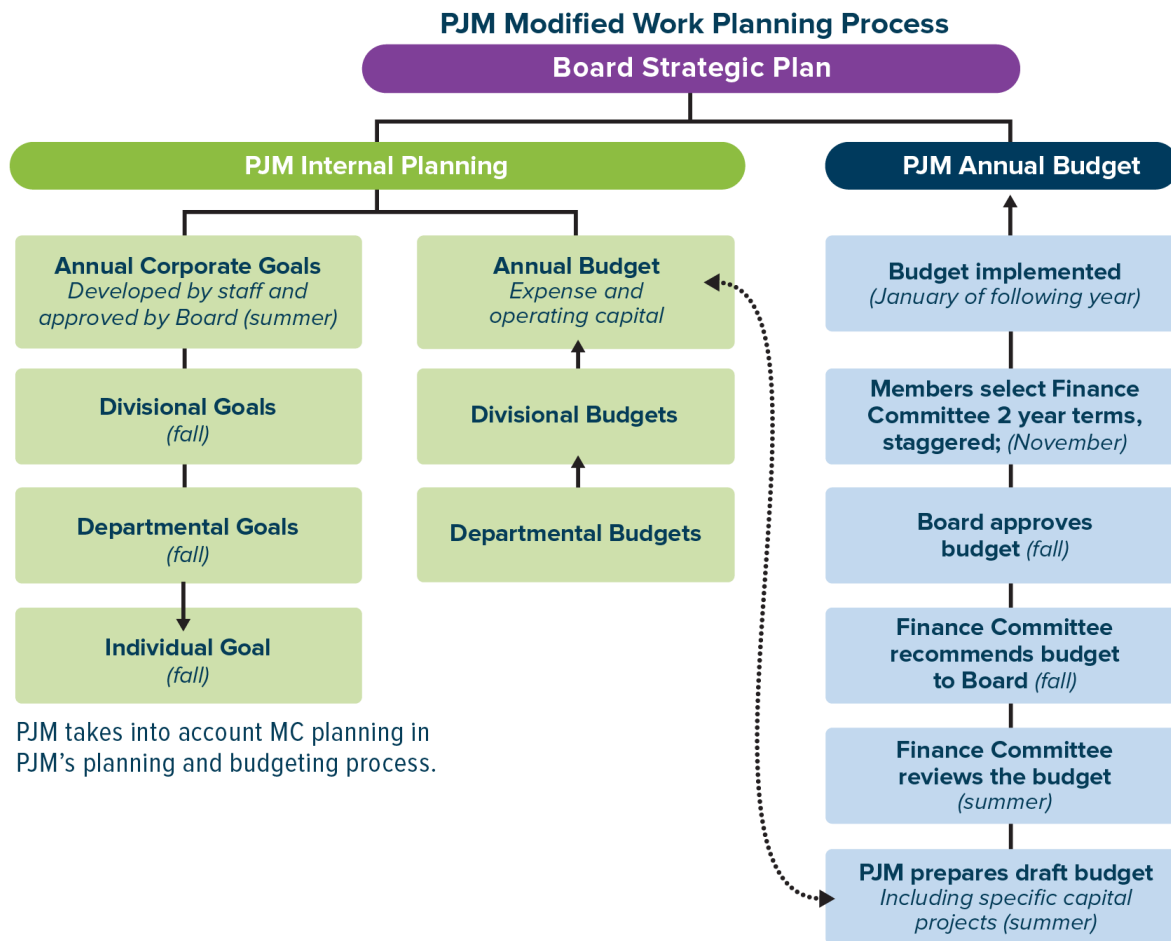 PJM Modified Work Planning Process
Board Strategic Plan
PJM Internal Planning
Annual Corporate Goals
Developed by staff and
approved by Board (summer)
Divisional Goals
(fall)
Departmental Goals
(fall)
Individual Goal
(fall)
PJM takes into account MC planning in
PJM's planning and budgeting process.
Annual Budget
Expense and
operating capital
Divisional Budgets
Departmental Budgets
PJM Annual Budget
Budget implemented
(January of following year)
Members select Finance
Committee 2 year terms,
staggered; (November)
Board approves
budget (fall)
Finance Committee
recommends budget
to Board (fall)
Finance Committee
reviews the budget
(summer)
PJM prepares draft budget
Including specific capital
projects (summer)